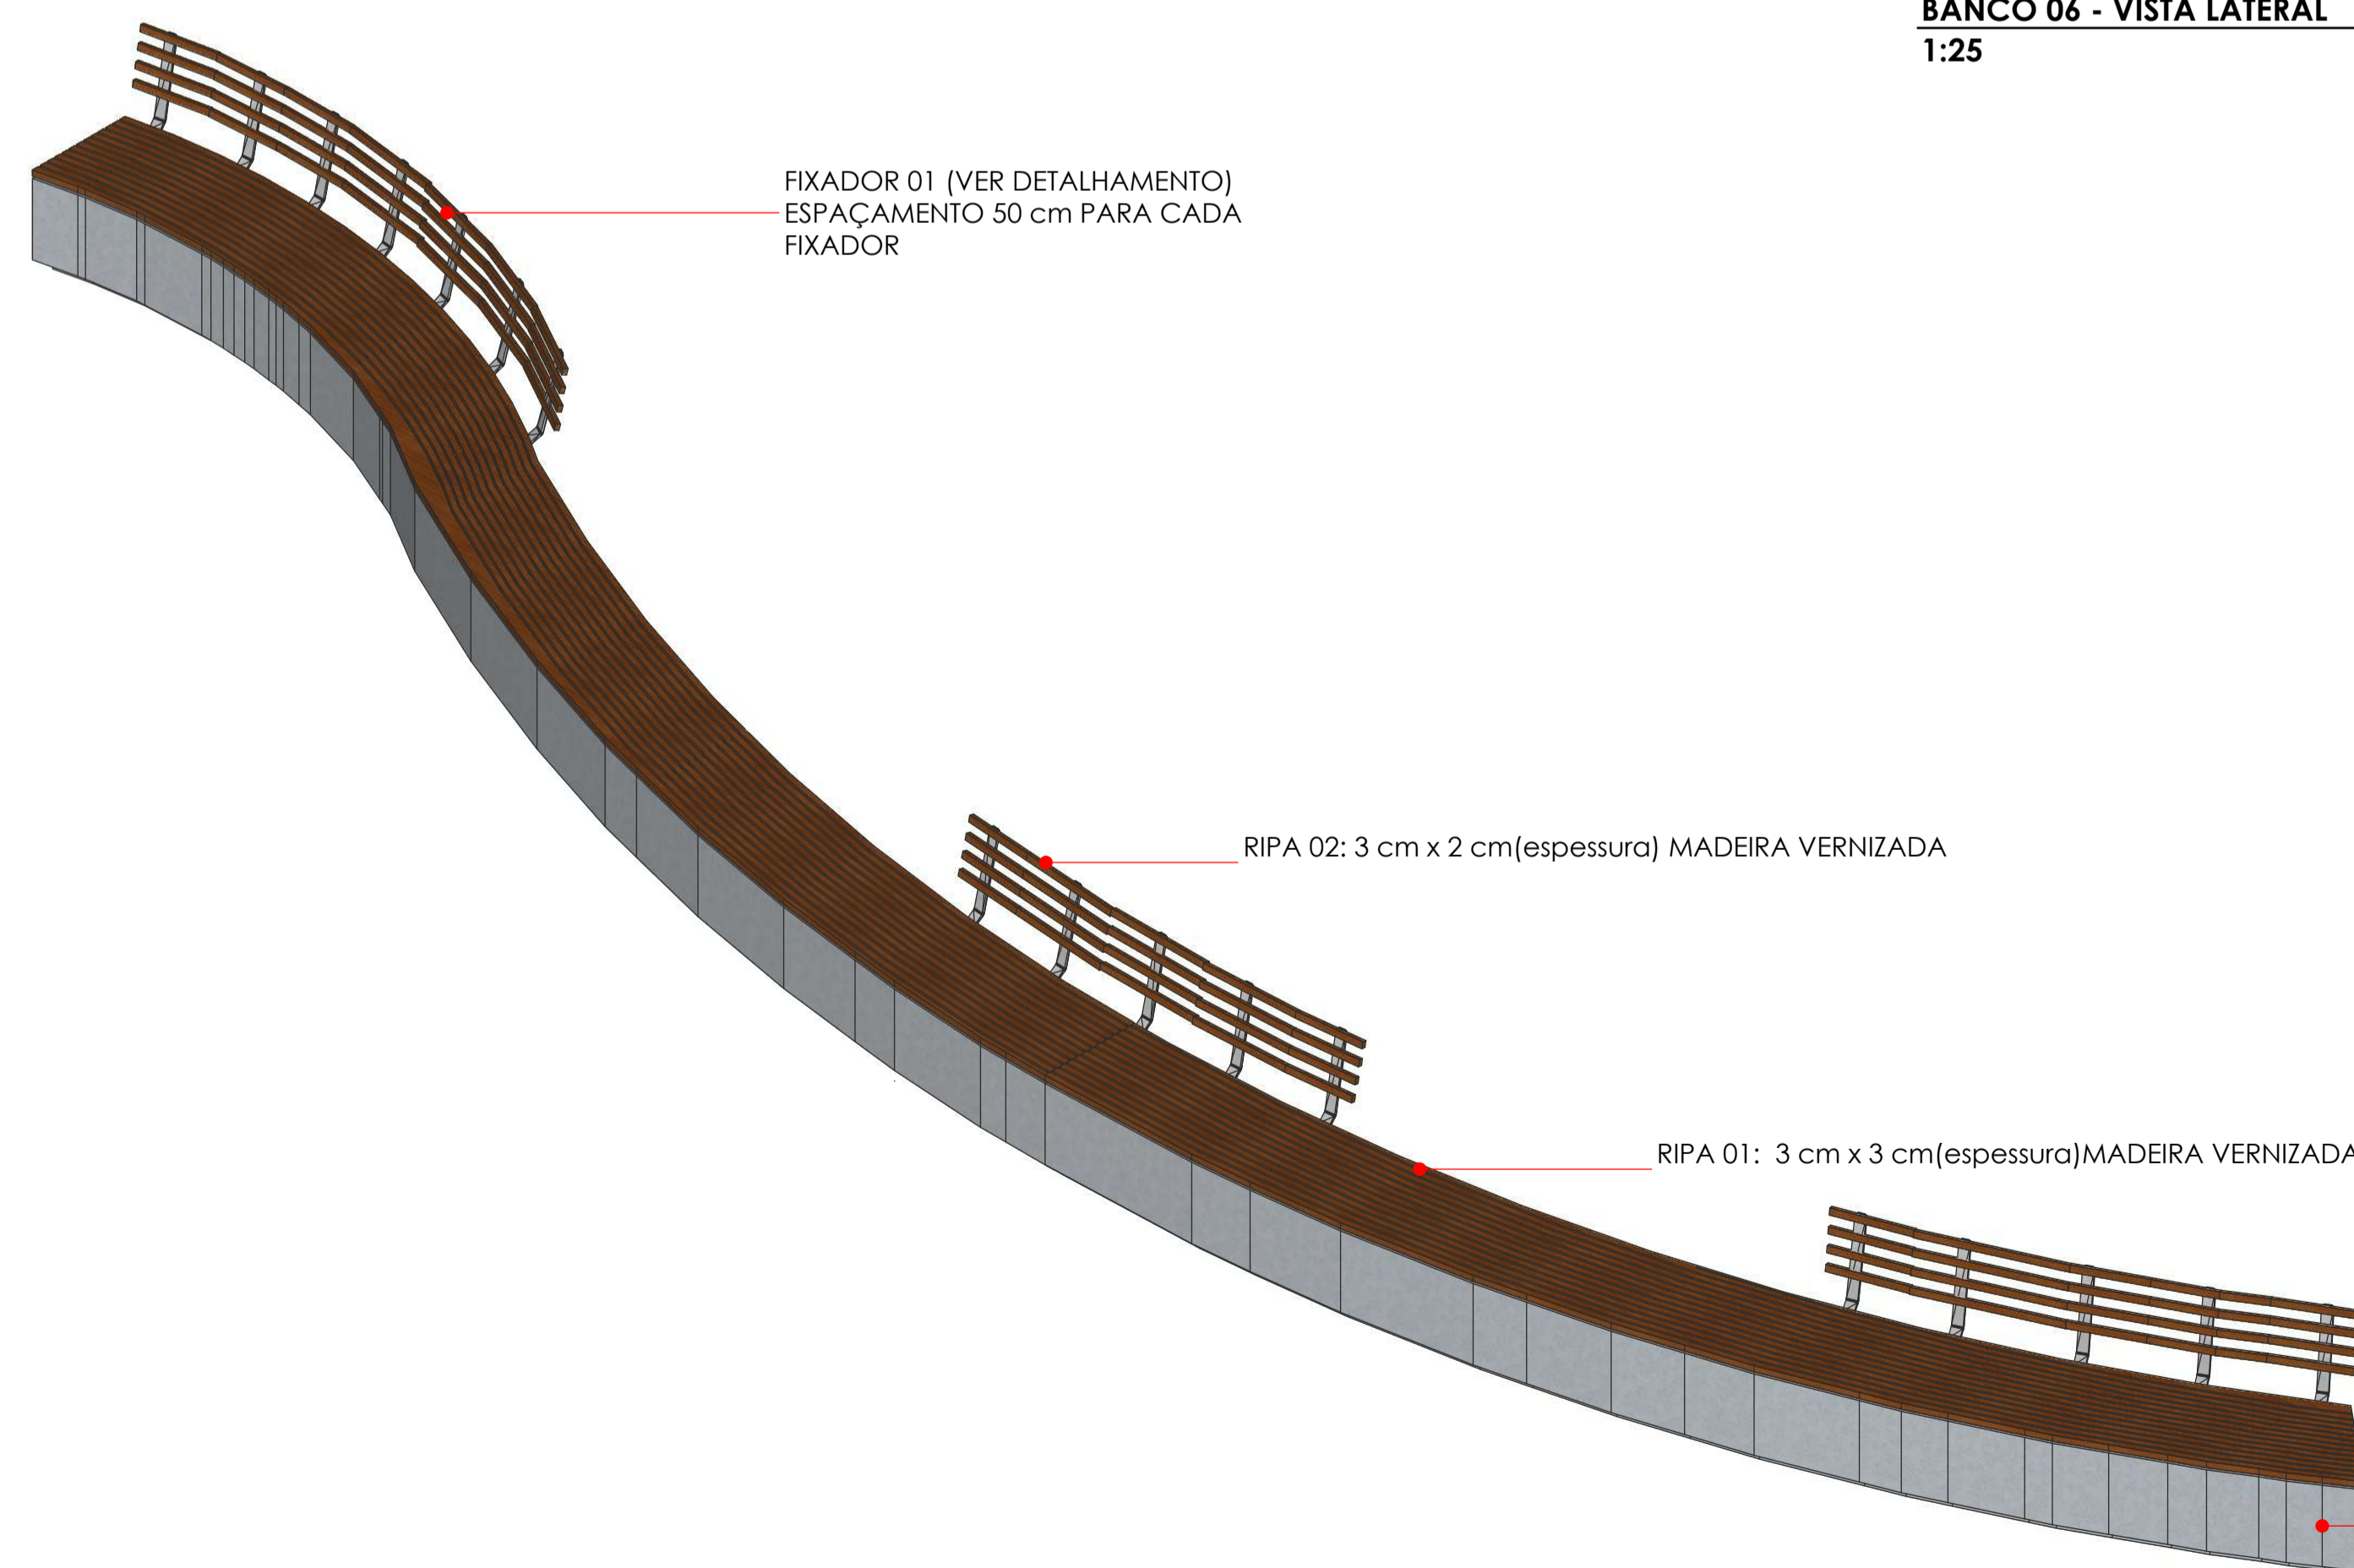 BANCO 06 - VISTA LATERAL
1:25
FIXADOR 01 (VER DETALHAMENTO)
ESPAÇAMENTO 50 cm PARA CADA
FIXADOR
RIPA 02: 3 cm x 2 cm(espessura) MADEIRA VERNIZADA
RIPA 01:  3 cm x 3 cm(espessura)MADEIRA VERNIZADA